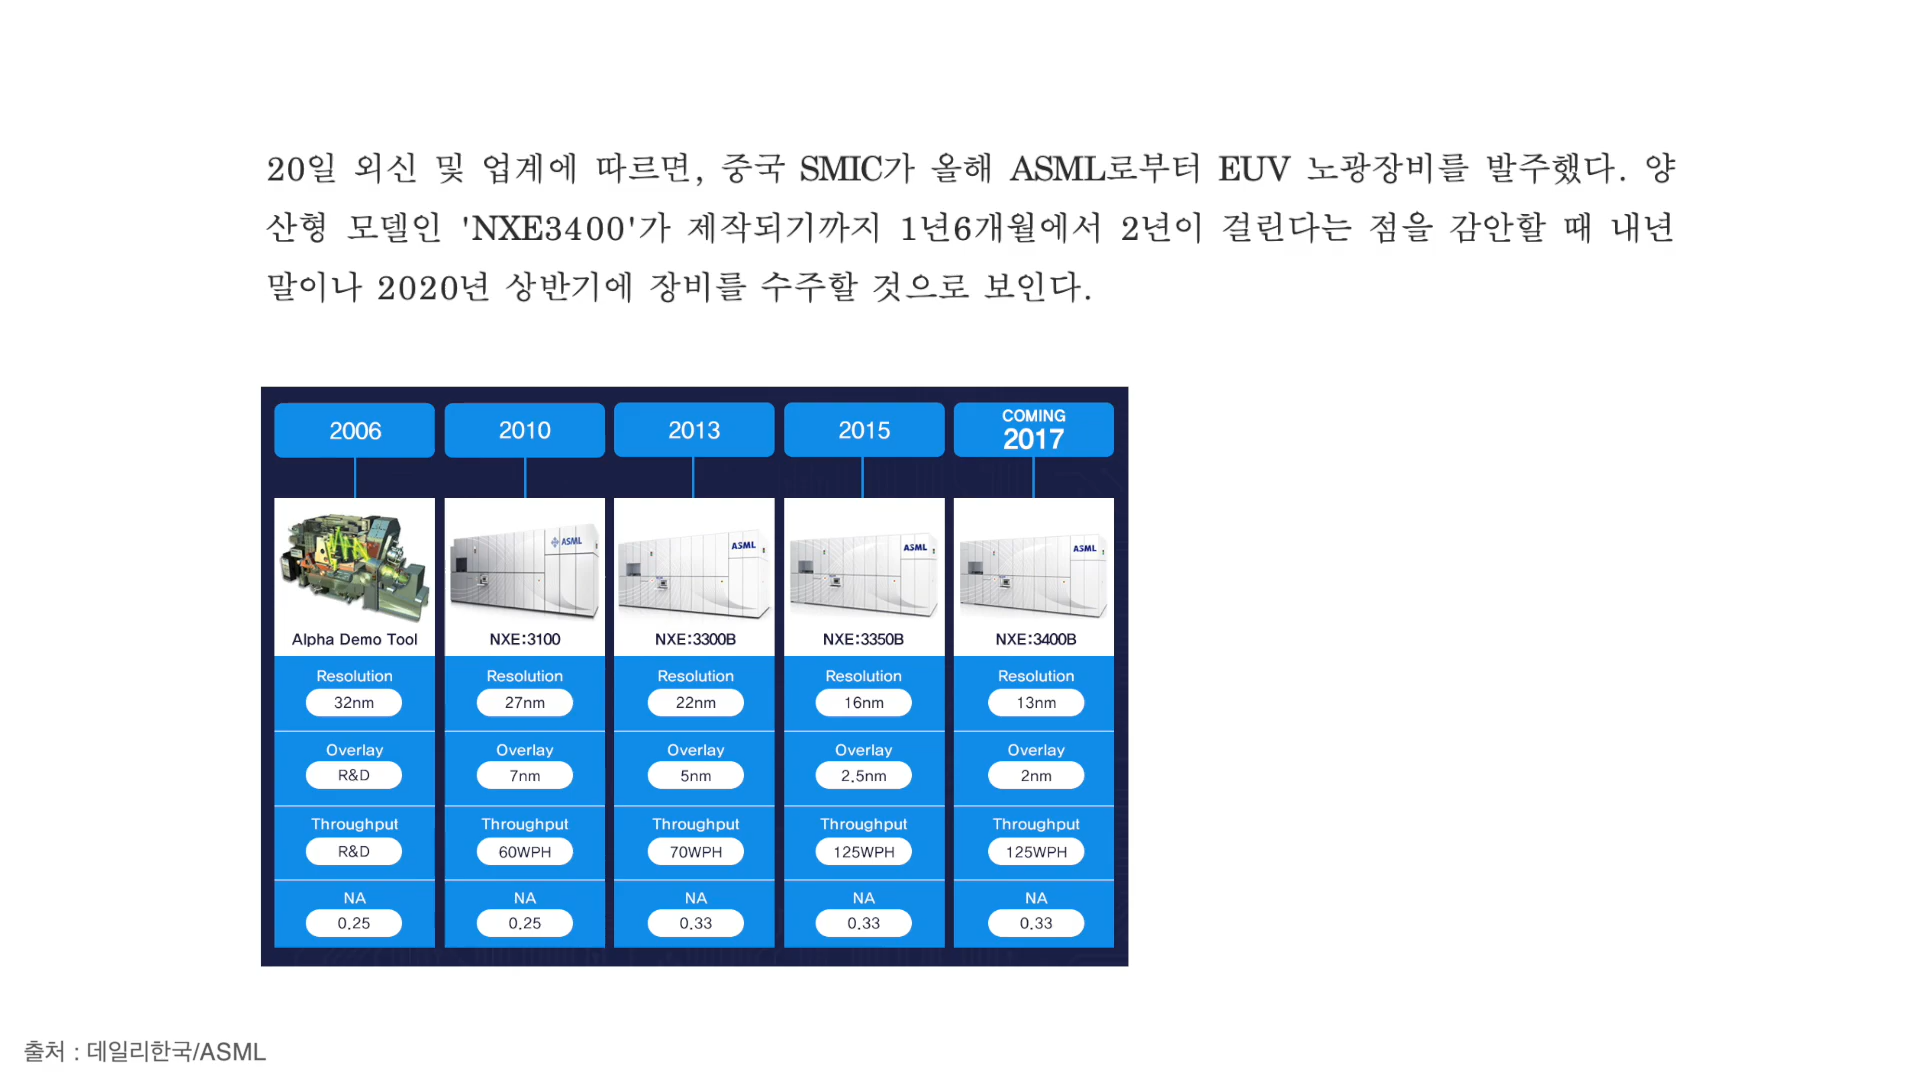 20일 외신 및 업계에 따르면, 중국 SMIC가 올해 ASML로부터 EUV 노광장비를 발주했다. 양
산형 모델인 'NXE3400'가 제작되기까지 1년6개월에서 2년이 걸린다는 점을 감안할 때 내년
말이나 2020년 상반기에 장비를 수주할 것으로 보인다.
2006
2010
2013
2015
COMING
2017
ASML
ASML
ASML
ASML
Alpha Demo Tool
NXE:3100
NXE:3300B
NXE:3350B
NXE:3400B
Resolution
Resolution
Resolution
Resolution
Resolution
32nm
27nm
22nm
16nm
13nm
Overlay
Overlay
Overlay
Overlay
Overlay
R&D
7nm
5nm
2.5nm
2nm
Throughput
Throughput
Throughput
Throughput
Throughput
R&D
60WPH
70WPH
125WPH
125WPH
NA
NA
NA
NA
NA
0.25
0.25
0.33
0.33
0.33
출처 : 데일리한국/ASML